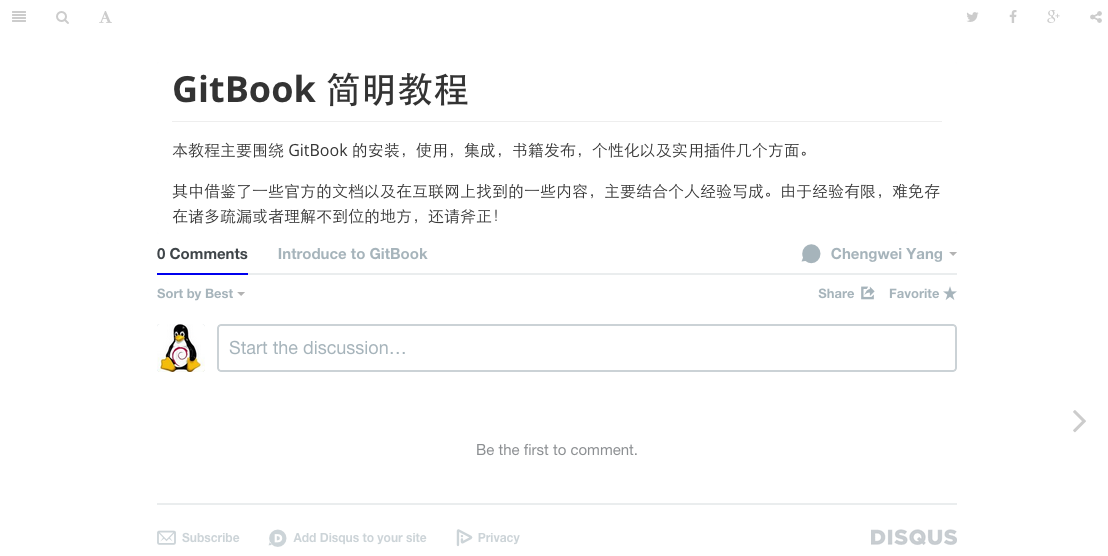 A
GitBook 简明教程
本教程主要围绕 GitBook 的安装，使用，集成，书籍发布，个性化以及实用插件几个方面。
其中借鉴了一些官方的文档以及在互联网上找到的一些内容，主要结合个人经验写成。由于经验有限，难免存
在诸多疏漏或者理解不到位的地方，还请斧正！
0 Comments Introduce to GitBook Chengwei Yang
Sort by Best Share Favorite
Start the discussion…
Be the first to comment.
Subscribe Add Disqus to your site Privacy DISQUS